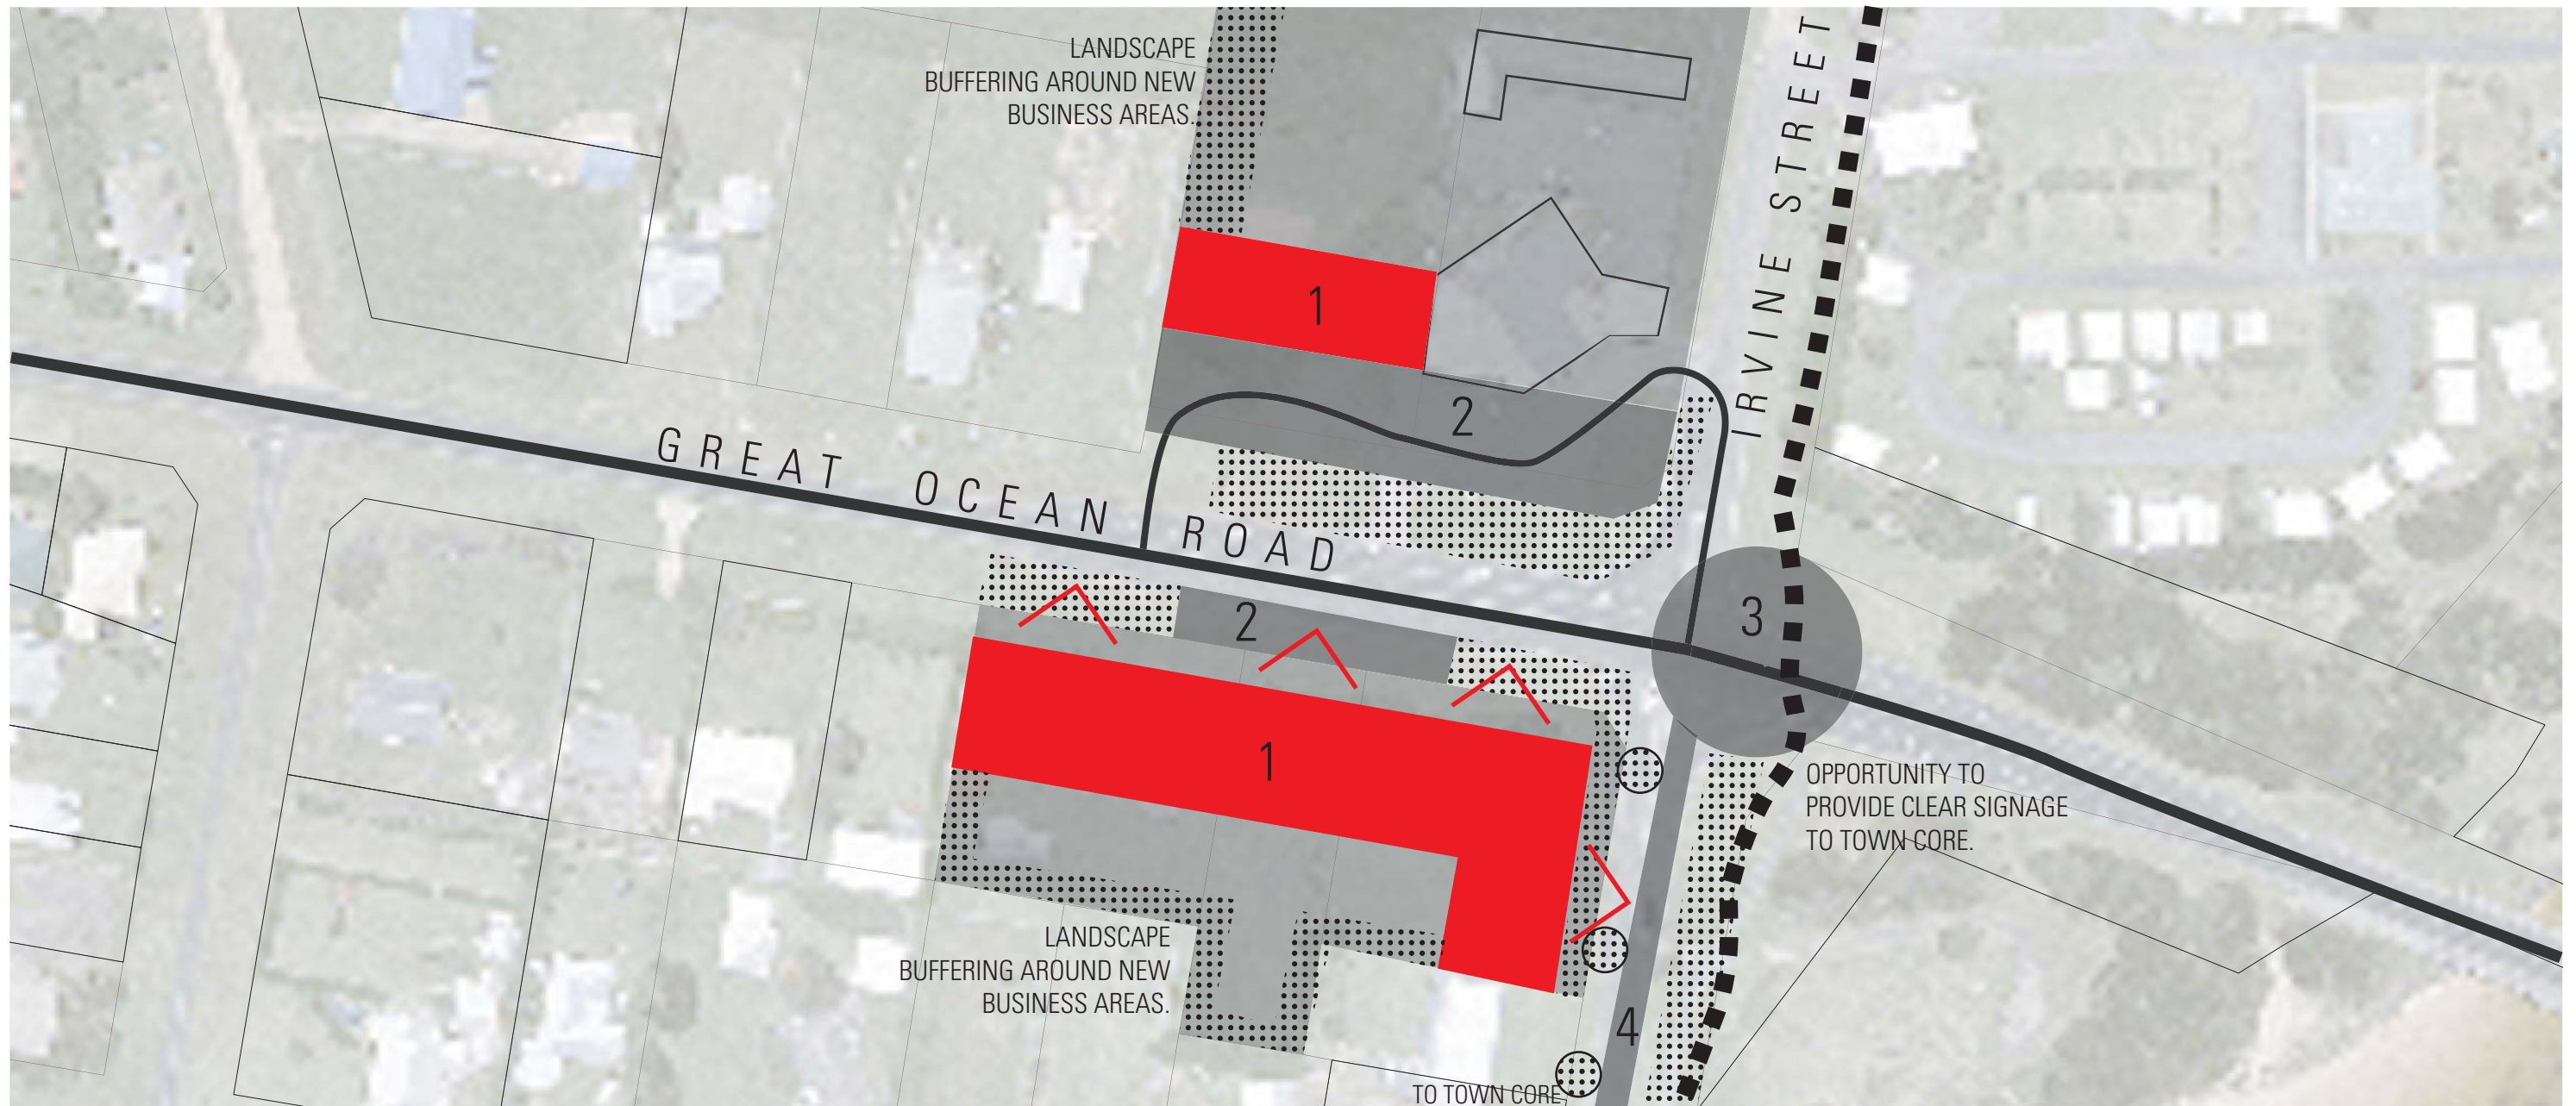 LANDSCAPE
BUFFERING AROUND NEW
BUSINESS AREAS.
IRVINE STREET
1
2
GREAT OCEAN ROAD
2
3
1
OPPORTUNITY TO
PROVIDE CLEAR SIGNAGE
TO TOWN CORE.
LANDSCAPE
BUFFERING AROUND NEW
BUSINESS AREAS.
4
TO TOWN CORE